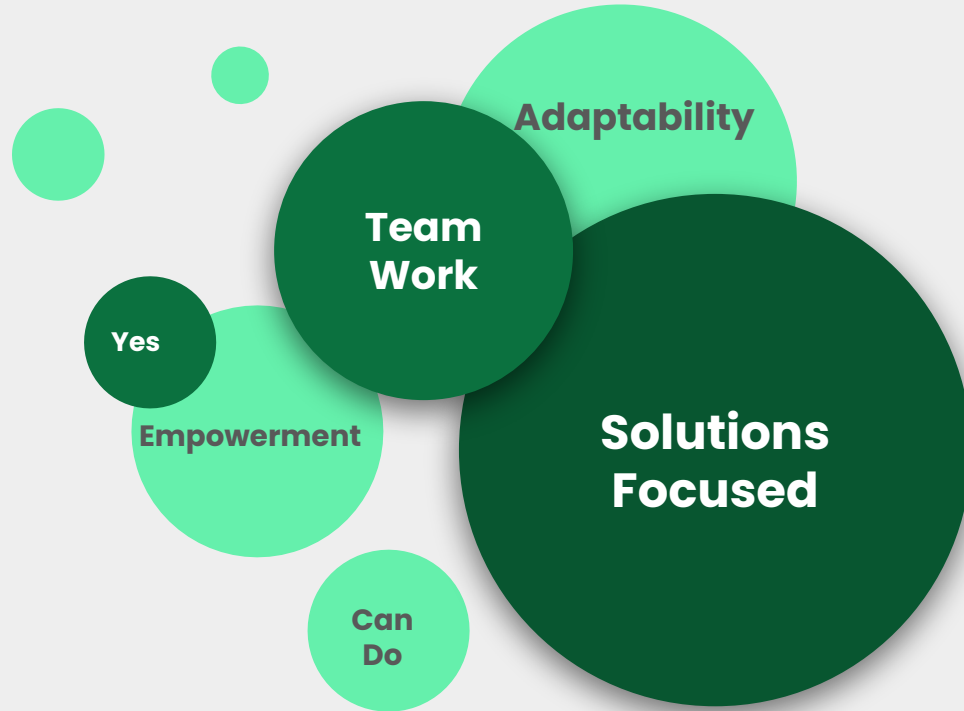 Adaptability
Team
Work
Yes
Empowerment
Solutions
Focused
Can
Do